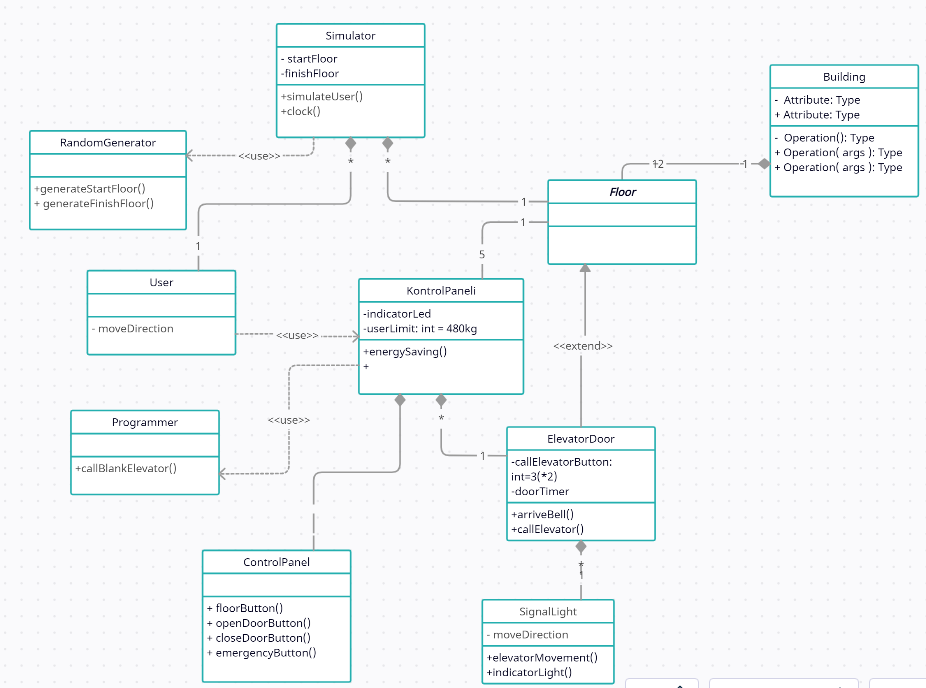 Simulator
- startFloor
-finishFloor
+simulateUser()
+clock()
Building
- Attribute: Type
+ Attribute: Type
- Operation(): Type
+ Operation( args ): Type
+ Operation( args ): Type
RandomGenerator
+generateStartFloor()
+ generateFinishFloor()
<<use>>
*
*
12
1
Floor
1
1
1
5
User
- moveDirection
<<use>>
KontrolPaneli
-indicatorLed
-userLimit: int = 480kg
+energySaving()
+
<<extend>>
Programmer
+callBlankElevator()
<<use>>
*
1
ElevatorDoor
-callElevatorButton:
int=3(*2)
-doorTimer
+arriveBell()
+callElevator()
ControlPanel
+ floorButton()
+ openDoorButton()
+ closeDoorButton()
+ emergencyButton()
*
SignalLight
- moveDirection
+elevatorMovement()
+indicatorLight()